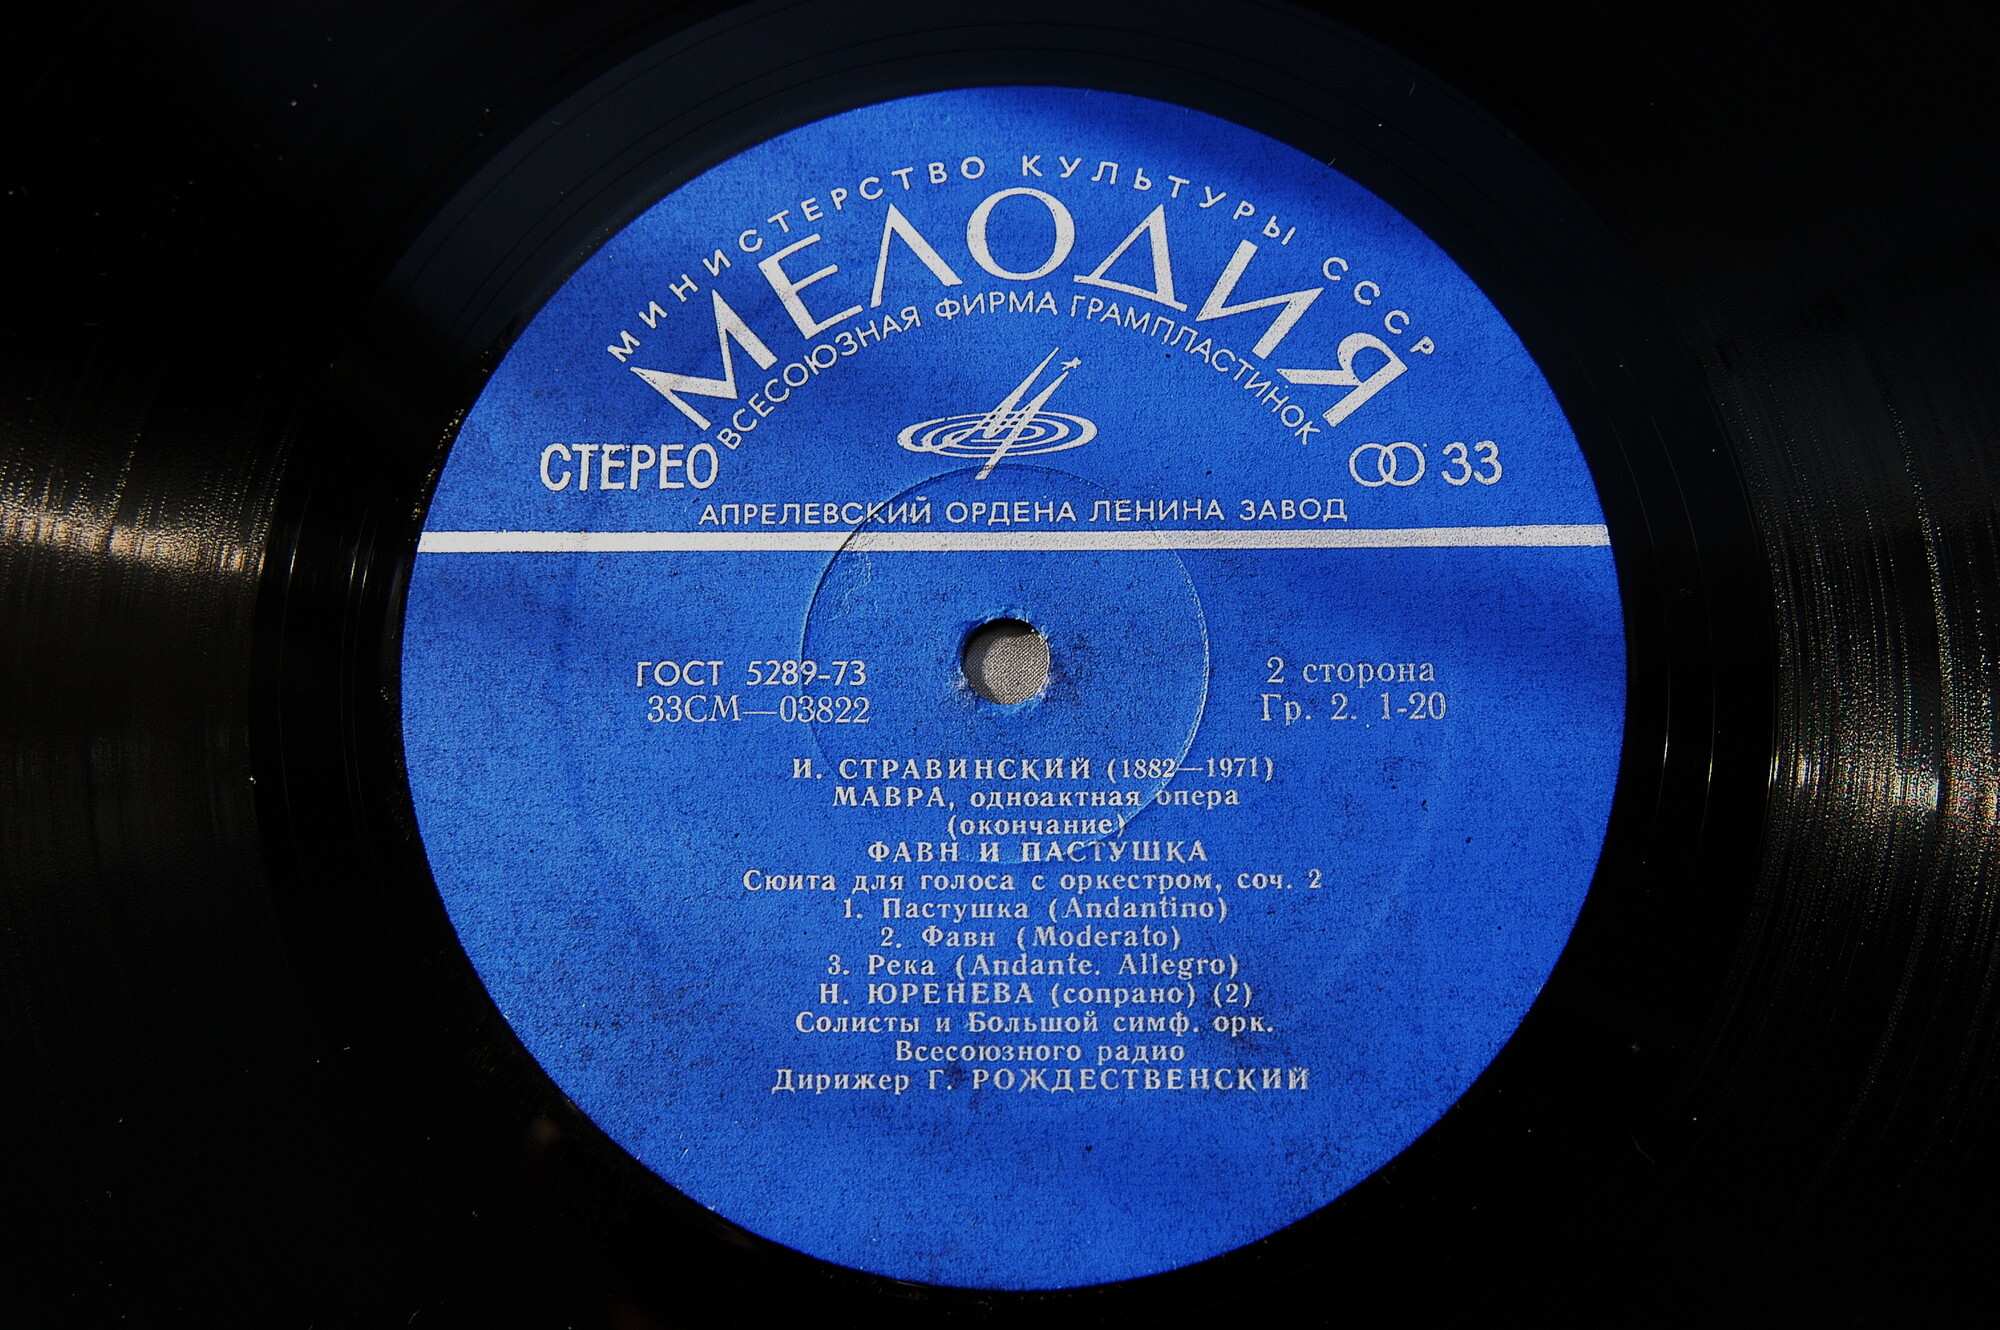 МИНИСТЕРСТВО КУЛЬТУРЫ СССР
МЕЛОДИЯ
ВСЕСОЮЗНАЯ ФИРМА ГРАМПЛАСТИНОК
СТЕРЕО
33
АПРЕЛЕВСКИЙ ОРДЕНА ЛЕНИНА ЗАВОД
ГОСТ 5289-73
33СМ—03822
2 сторона
Гр. 2. 1-20
И. СТРАВИНСКИЙ (1882—1971)
МАВРА, одноактная опера
(окончание)
ФАВН И ПАСТУШКА
Сюита для голоса с оркестром, соч. 2
1. Пастушка (Andantino)
2. Фавн (Moderato)
3. Река (Andante. Allegro)
Н. ЮРЕНЕВА (сопрано) (2)
Солисты и Большой симф. орк.
Всесоюзного радио
Дирижер Г. РОЖДЕСТВЕНСКИЙ